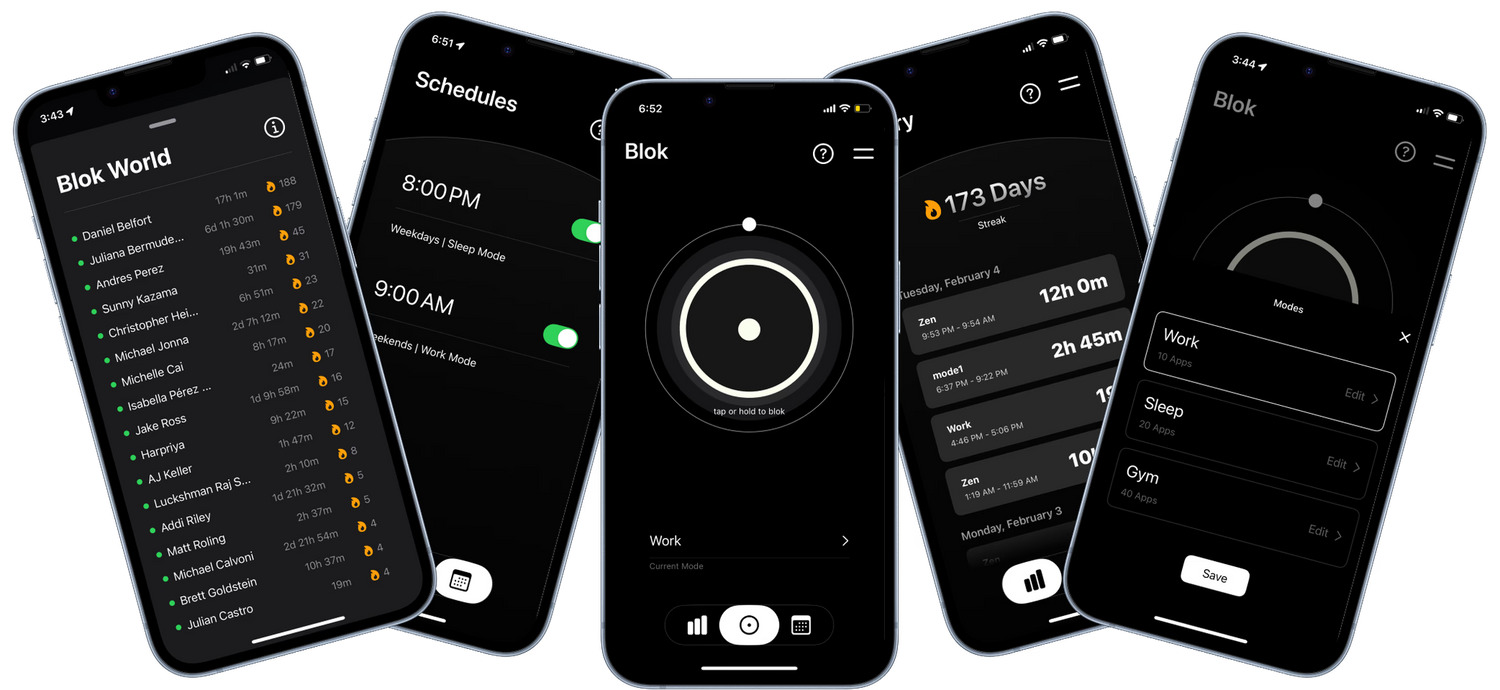 3:43
Blok World
Daniel Belfort 17h 1m 188
Juliana Bermude... 6d 1h 30m 179
Andres Perez 19h 43m 45
Sunny Kazama 31m 31
Christopher Hei... 6h 51m 23
Michael Jonna 2d 7h 12m 22
Michelle Cai 8h 17m 20
Isabella Pérez ... 24m 17
Jake Ross 1d 9h 58m 16
Harpriya 9h 22m 15
AJ Keller 1h 47m 12
Luckshman Raj S... 2h 10m 8
Addi Riley 1d 21h 32m 5
Matt Roling 2h 37m 5
Michael Calvoni 2d 21h 54m 4
Brett Goldstein 10h 37m 4
Julian Castro 19m 4
6:51
Schedules
8:00 PM
Weekdays | Sleep Mode
9:00 AM
eekends | Work Mode
6:52
Blok
?
tap or hold to blok
Work
Current Mode
ry
?
173 Days
Streak
Tuesday, February 4
Zen 12h 0m
9:53 PM - 9:54 AM
mode1 2h 45m
6:37 PM - 9:22 PM
Work
4:46 PM - 5:06 PM
Zen
1:19 AM - 11:59 AM
Monday, February 3
Zen
3:44
Blok
?
Modes
Work
10 Apps
Edit
Sleep
20 Apps
Edit
Gym
40 Apps
Edit
Save